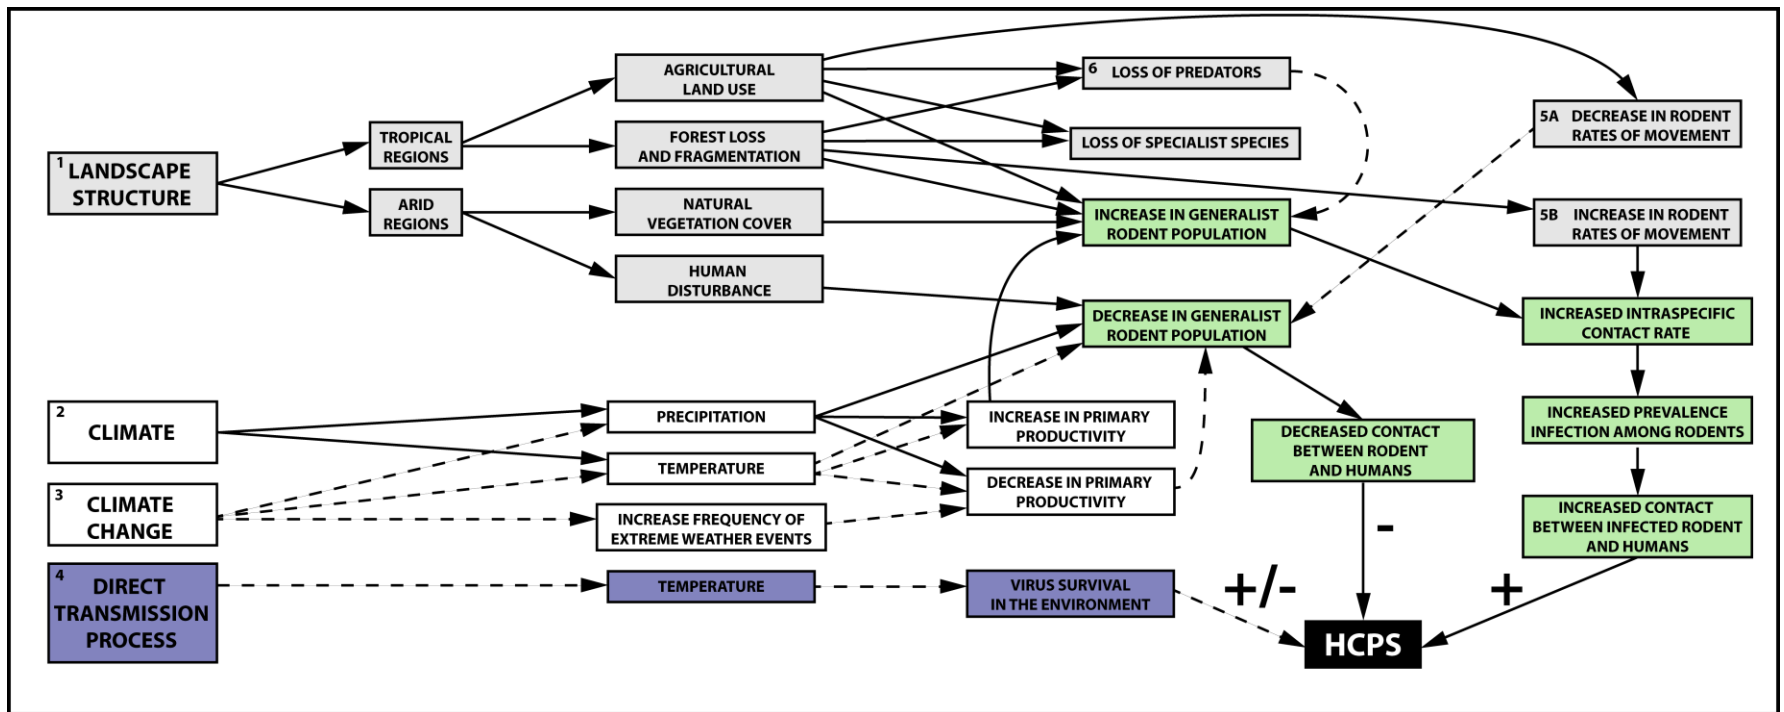 1 LANDSCAPE
STRUCTURE
TROPICAL
REGIONS
ARID
REGIONS
AGRICULTURAL
LAND USE
FOREST LOSS
AND FRAGMENTATION
NATURAL
VEGETATION COVER
HUMAN
DISTURBANCE
6 LOSS OF PREDATORS
LOSS OF SPECIALIST SPECIES
INCREASE IN GENERALIST
RODENT POPULATION
DECREASE IN GENERALIST
RODENT POPULATION
5A DECREASE IN RODENT
RATES OF MOVEMENT
5B INCREASE IN RODENT
RATES OF MOVEMENT
INCREASED INTRASPECIFIC
CONTACT RATE
INCREASED PREVALENCE
INFECTION AMONG RODENTS
INCREASED CONTACT
BETWEEN INFECTED RODENT
AND HUMANS
2 CLIMATE
3 CLIMATE
CHANGE
PRECIPITATION
TEMPERATURE
INCREASE FREQUENCY OF
EXTREME WEATHER EVENTS
INCREASE IN PRIMARY
PRODUCTIVITY
DECREASE IN PRIMARY
PRODUCTIVITY
DECREASED CONTACT
BETWEEN RODENT
AND HUMANS
4 DIRECT
TRANSMISSION
PROCESS
TEMPERATURE
VIRUS SURVIVAL
IN THE ENVIRONMENT
+/-
-
+
HCPS